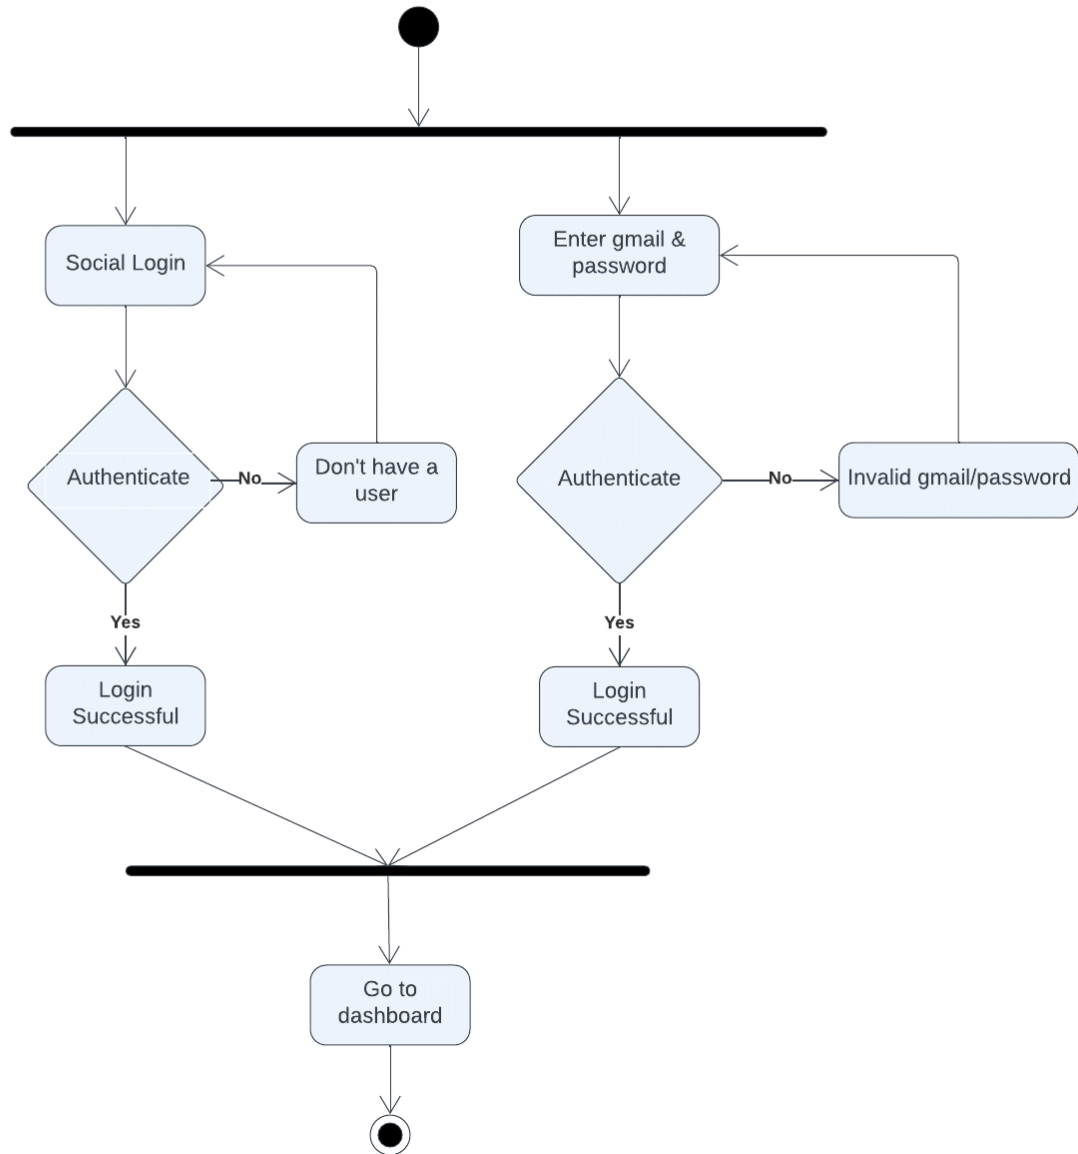 Social Login
Enter gmail &
password
Authenticate
No
Don't have a
user
Authenticate
No
Invalid gmail/password
Yes
Yes
Login
Successful
Login
Successful
Go to
dashboard